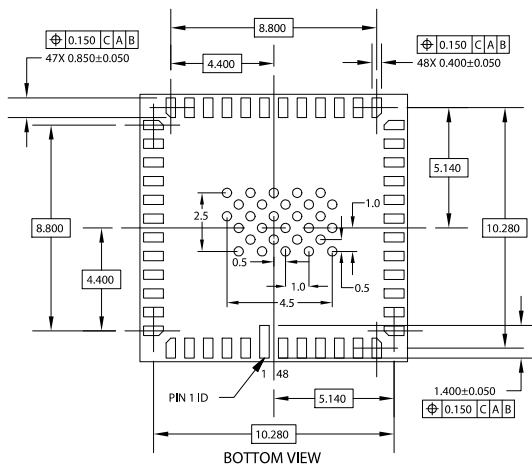 8.800
⌖ 0.150 C A B
47X 0.850±0.050
4.400
⌖ 0.150 C A B
48X 0.400±0.050
5.140
1.0
2.5
8.800
10.280
4.400
0.5
1.0
0.5
4.5
1 48
PIN 1 ID
5.140
1.400±0.050
⌖ 0.150 C A B
10.280
BOTTOM VIEW